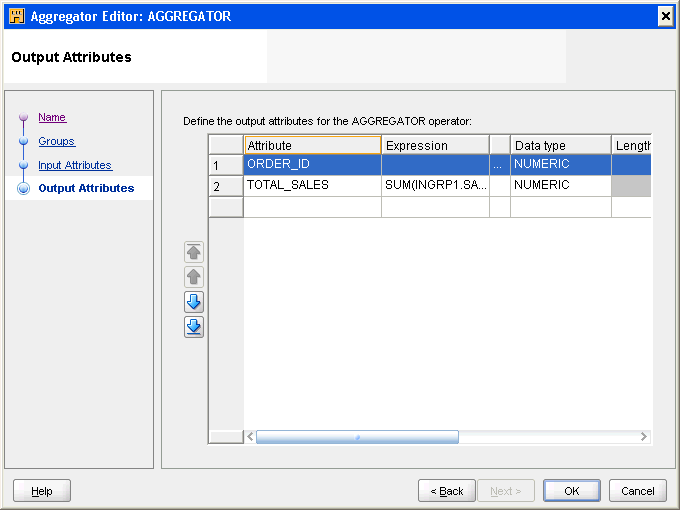 Aggregator Editor: AGGREGATOR
Output Attributes
Name
Groups
Input Attributes
Output Attributes
Define the output attributes for the AGGREGATOR operator:
Attribute Expression Data type Length
1 ORDER_ID ... NUMERIC
2 TOTAL_SALES SUM(INGRP1.SA... NUMERIC
Help < Back Next > OK Cancel